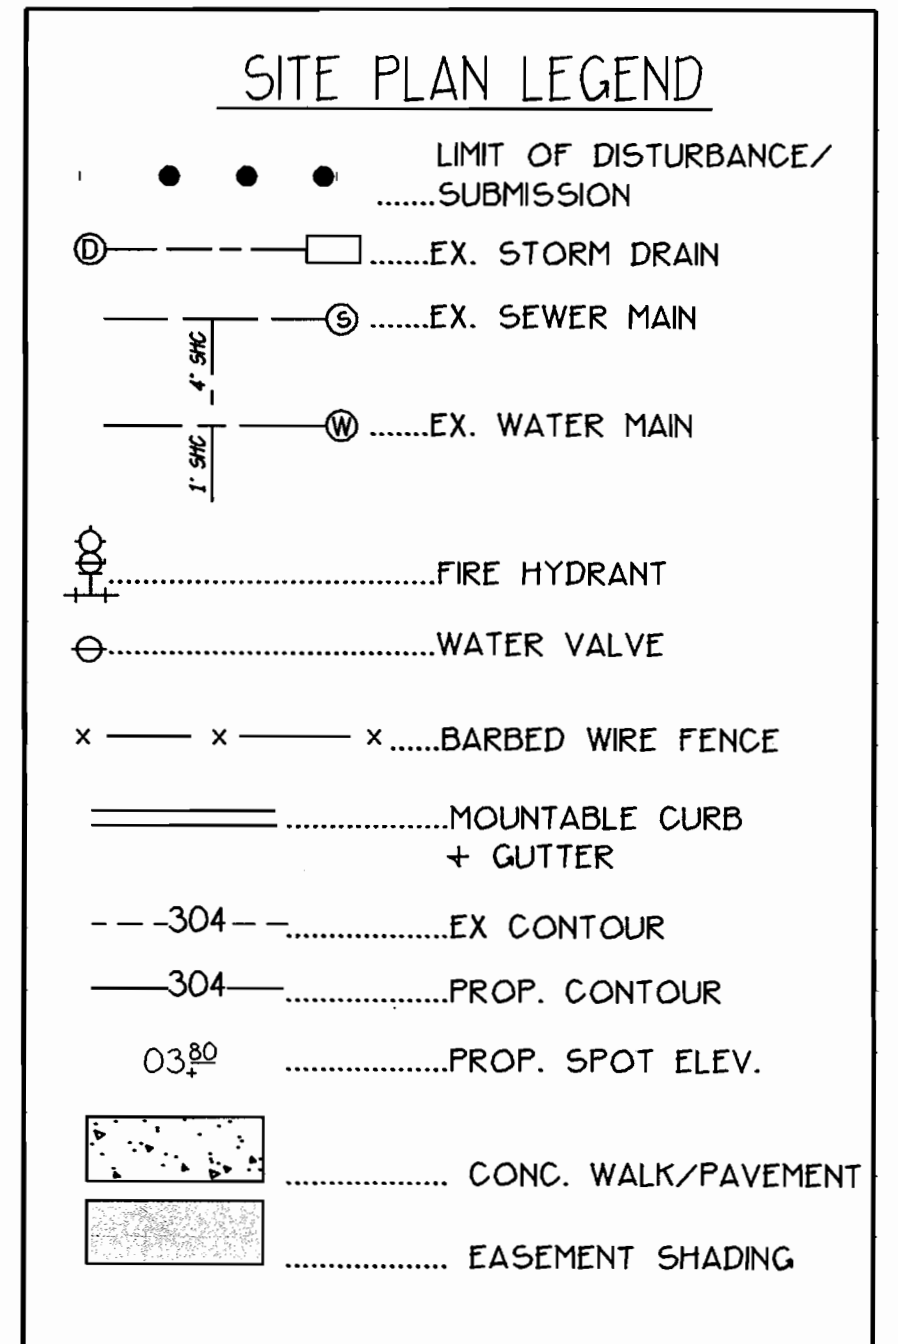 SITE PLAN LEGEND
LIMIT OF DISTURBANCE/
.......SUBMISSION
D .......EX. STORM DRAIN
S .......EX. SEWER MAIN
4" SHC
W .......EX. WATER MAIN
1" SHC
...................................FIRE HYDRANT
...................................WATER VALVE
x x x ......BARBED WIRE FENCE
...................MOUNTABLE CURB
+ GUTTER
304 ...................EX CONTOUR
304 ...................PROP. CONTOUR
03 80 + ...................PROP. SPOT ELEV.
................... CONC. WALK/PAVEMENT
................... EASEMENT SHADING